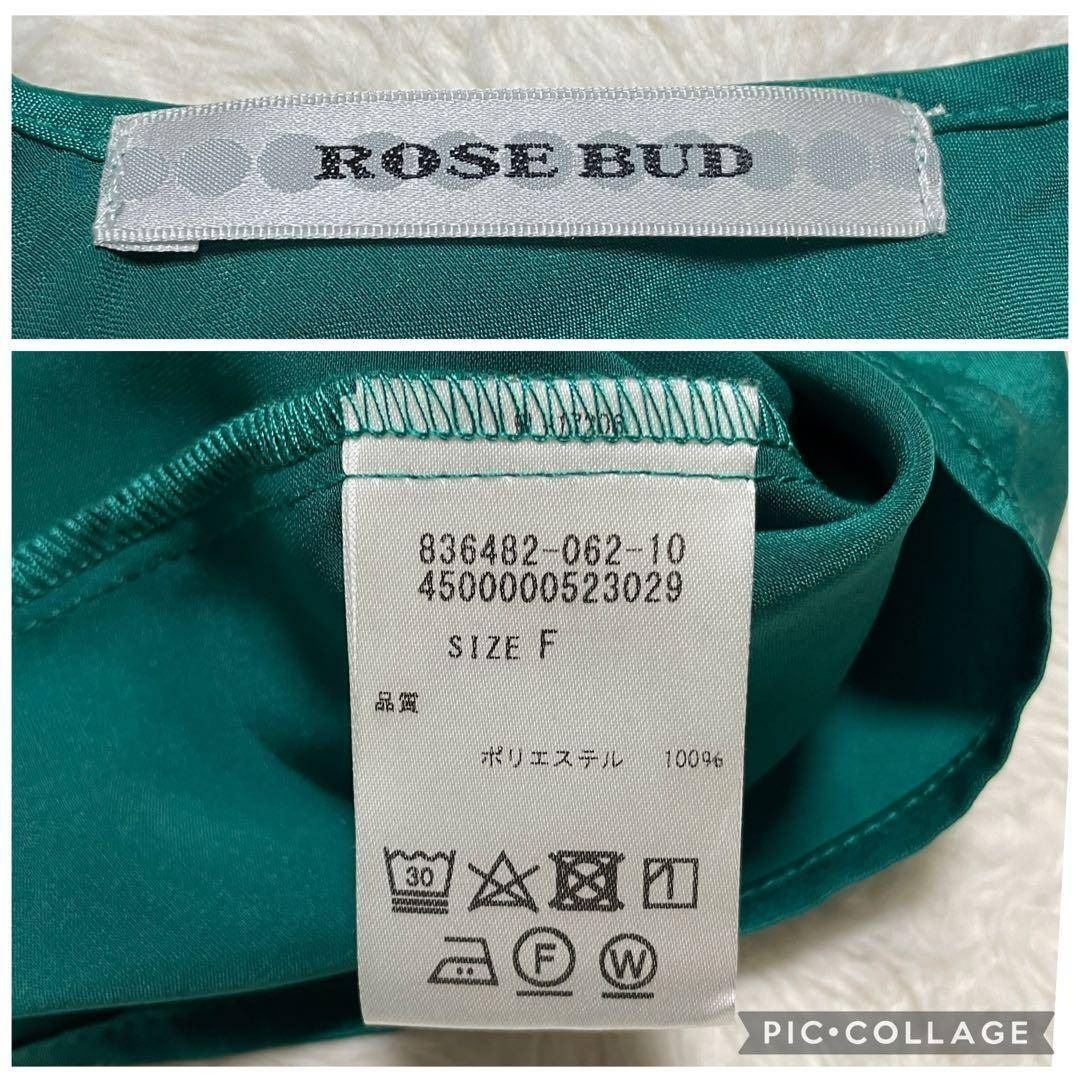 ROSE BUD
836482-062-10
4500000523029
SIZE F
品質
ポリエステル 100%
30
F W
PIC•COLLAGE